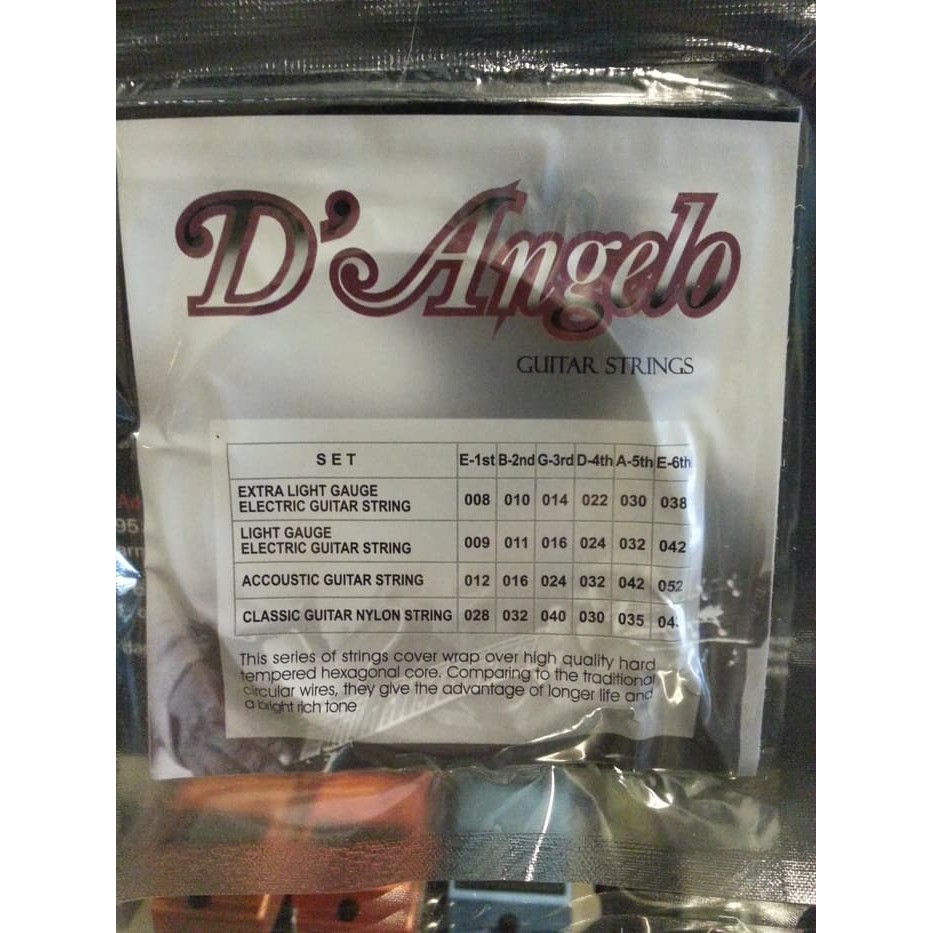 D'Angelo
GUITAR STRINGS
SET E-1st B-2nd G-3rd D-4th A-5th E-6th
EXTRA LIGHT GAUGE
ELECTRIC GUITAR STRING 008 010 014 022 030 038
LIGHT GAUGE
ELECTRIC GUITAR STRING 009 011 016 024 032 042
ACCOUSTIC GUITAR STRING 012 016 024 032 042 052
CLASSIC GUITAR NYLON STRING 028 032 040 030 035
This series of strings cover wrap over high quality hard
tempered hexagonal core. Comparing to the traditional
circular wires, they give the advantage of longer life and
a bright rich tone
95